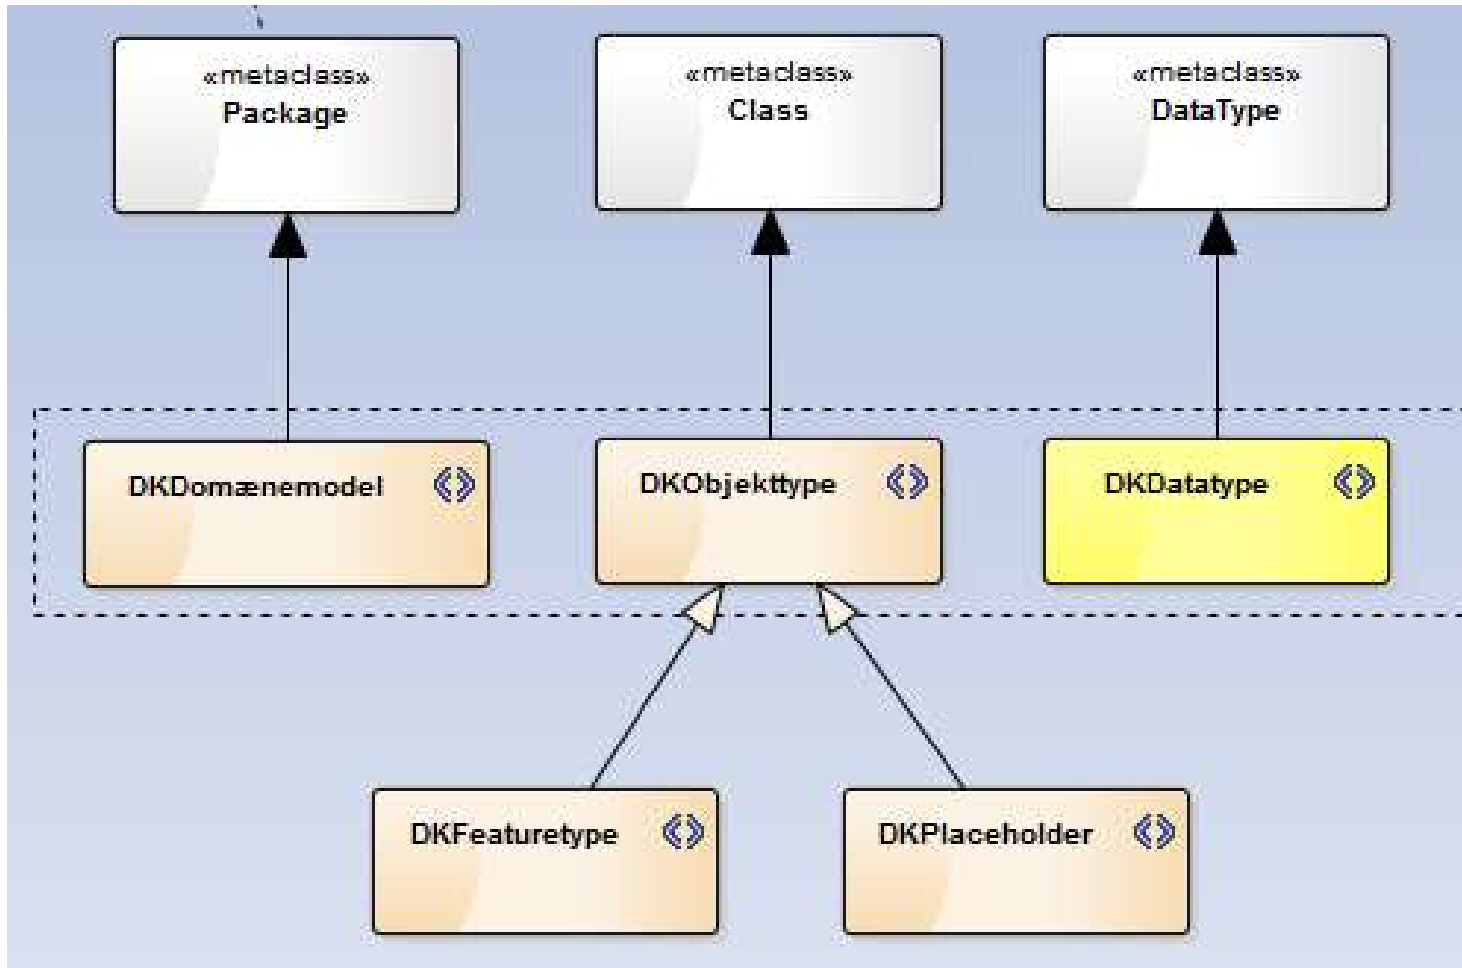 «metaclass»
Package
«metaclass»
Class
«metaclass»
DataType
DKDomænemodel
DKObjekttype
DKDatatype
DKFeaturetype
DKPlaceholder